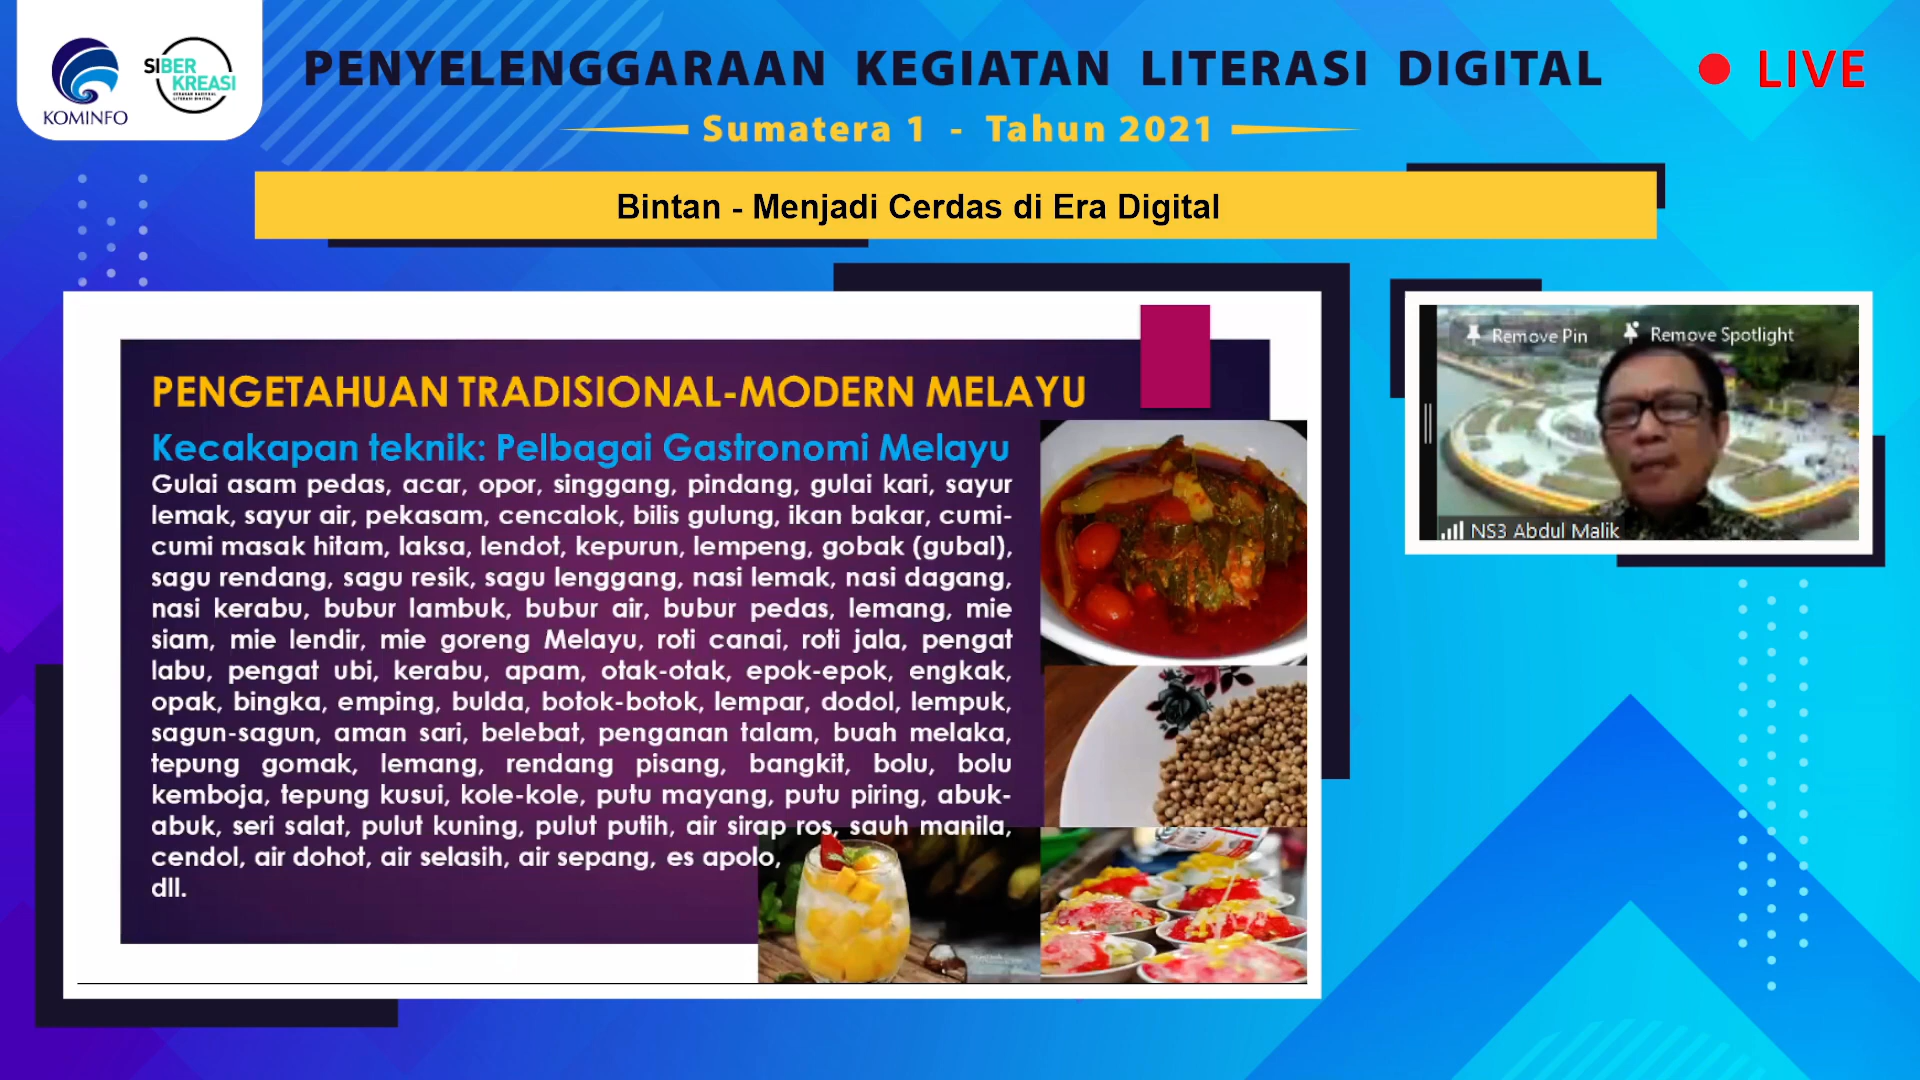 KOMINFO
SIBER
KREASI
GERAKAN NASIONAL
LITERASI DIGITAL
PENYELENGGARAAN KEGIATAN LITERASI DIGITAL
LIVE
Sumatera 1 - Tahun 2021
Bintan - Menjadi Cerdas di Era Digital
PENGETAHUAN TRADISIONAL-MODERN MELAYU
Kecakapan teknik: Pelbagai Gastronomi Melayu
Gulai asam pedas, acar, opor, singgang, pindang, gulai kari, sayur
lemak, sayur air, pekasam, cencalok, bilis gulung, ikan bakar, cumi-
cumi masak hitam, laksa, lendot, kepurun, lempeng, gobak (gubal),
sagu rendang, sagu resik, sagu lenggang, nasi lemak, nasi dagang,
nasi kerabu, bubur lambuk, bubur air, bubur pedas, lemang, mie
siam, mie lendir, mie goreng Melayu, roti canai, roti jala, pengat
labu, pengat ubi, kerabu, apam, otak-otak, epok-epok, engkak,
opak, bingka, emping, bulda, botok-botok, lempar, dodol, lempuk,
sagun-sagun, aman sari, belebat, penganan talam, buah melaka,
tepung gomak, lemang, rendang pisang, bangkit, bolu, bolu
kemboja, tepung kusui, kole-kole, putu mayang, putu piring, abuk-
abuk, seri salat, pulut kuning, pulut putih, air sirap ros, sauh manila,
cendol, air dohot, air selasih, air sepang, es apolo,
dll.
Remove Pin
Remove Spotlight
NS3 Abdul Malik